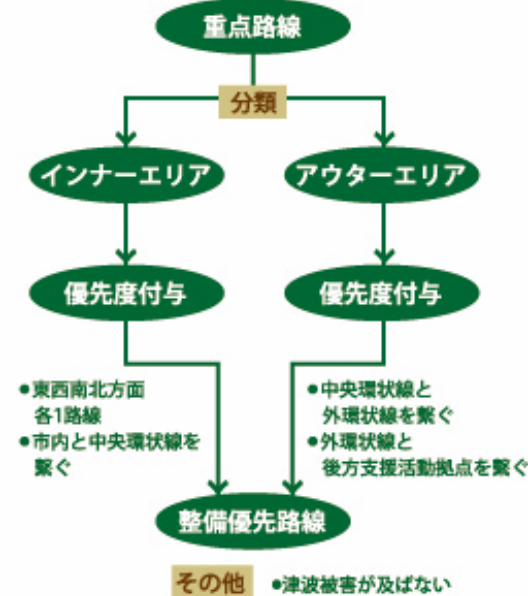 重点路線
分類
インナーエリア
アウターエリア
優先度付与
優先度付与
●東西南北方面
各1路線
●市内と中央環状線を
繋ぐ
●中央環状線と
外環状線を繋ぐ
●外環状線と
後方支援活動拠点を繋ぐ
整備優先路線
その他 ●津波被害が及ばない